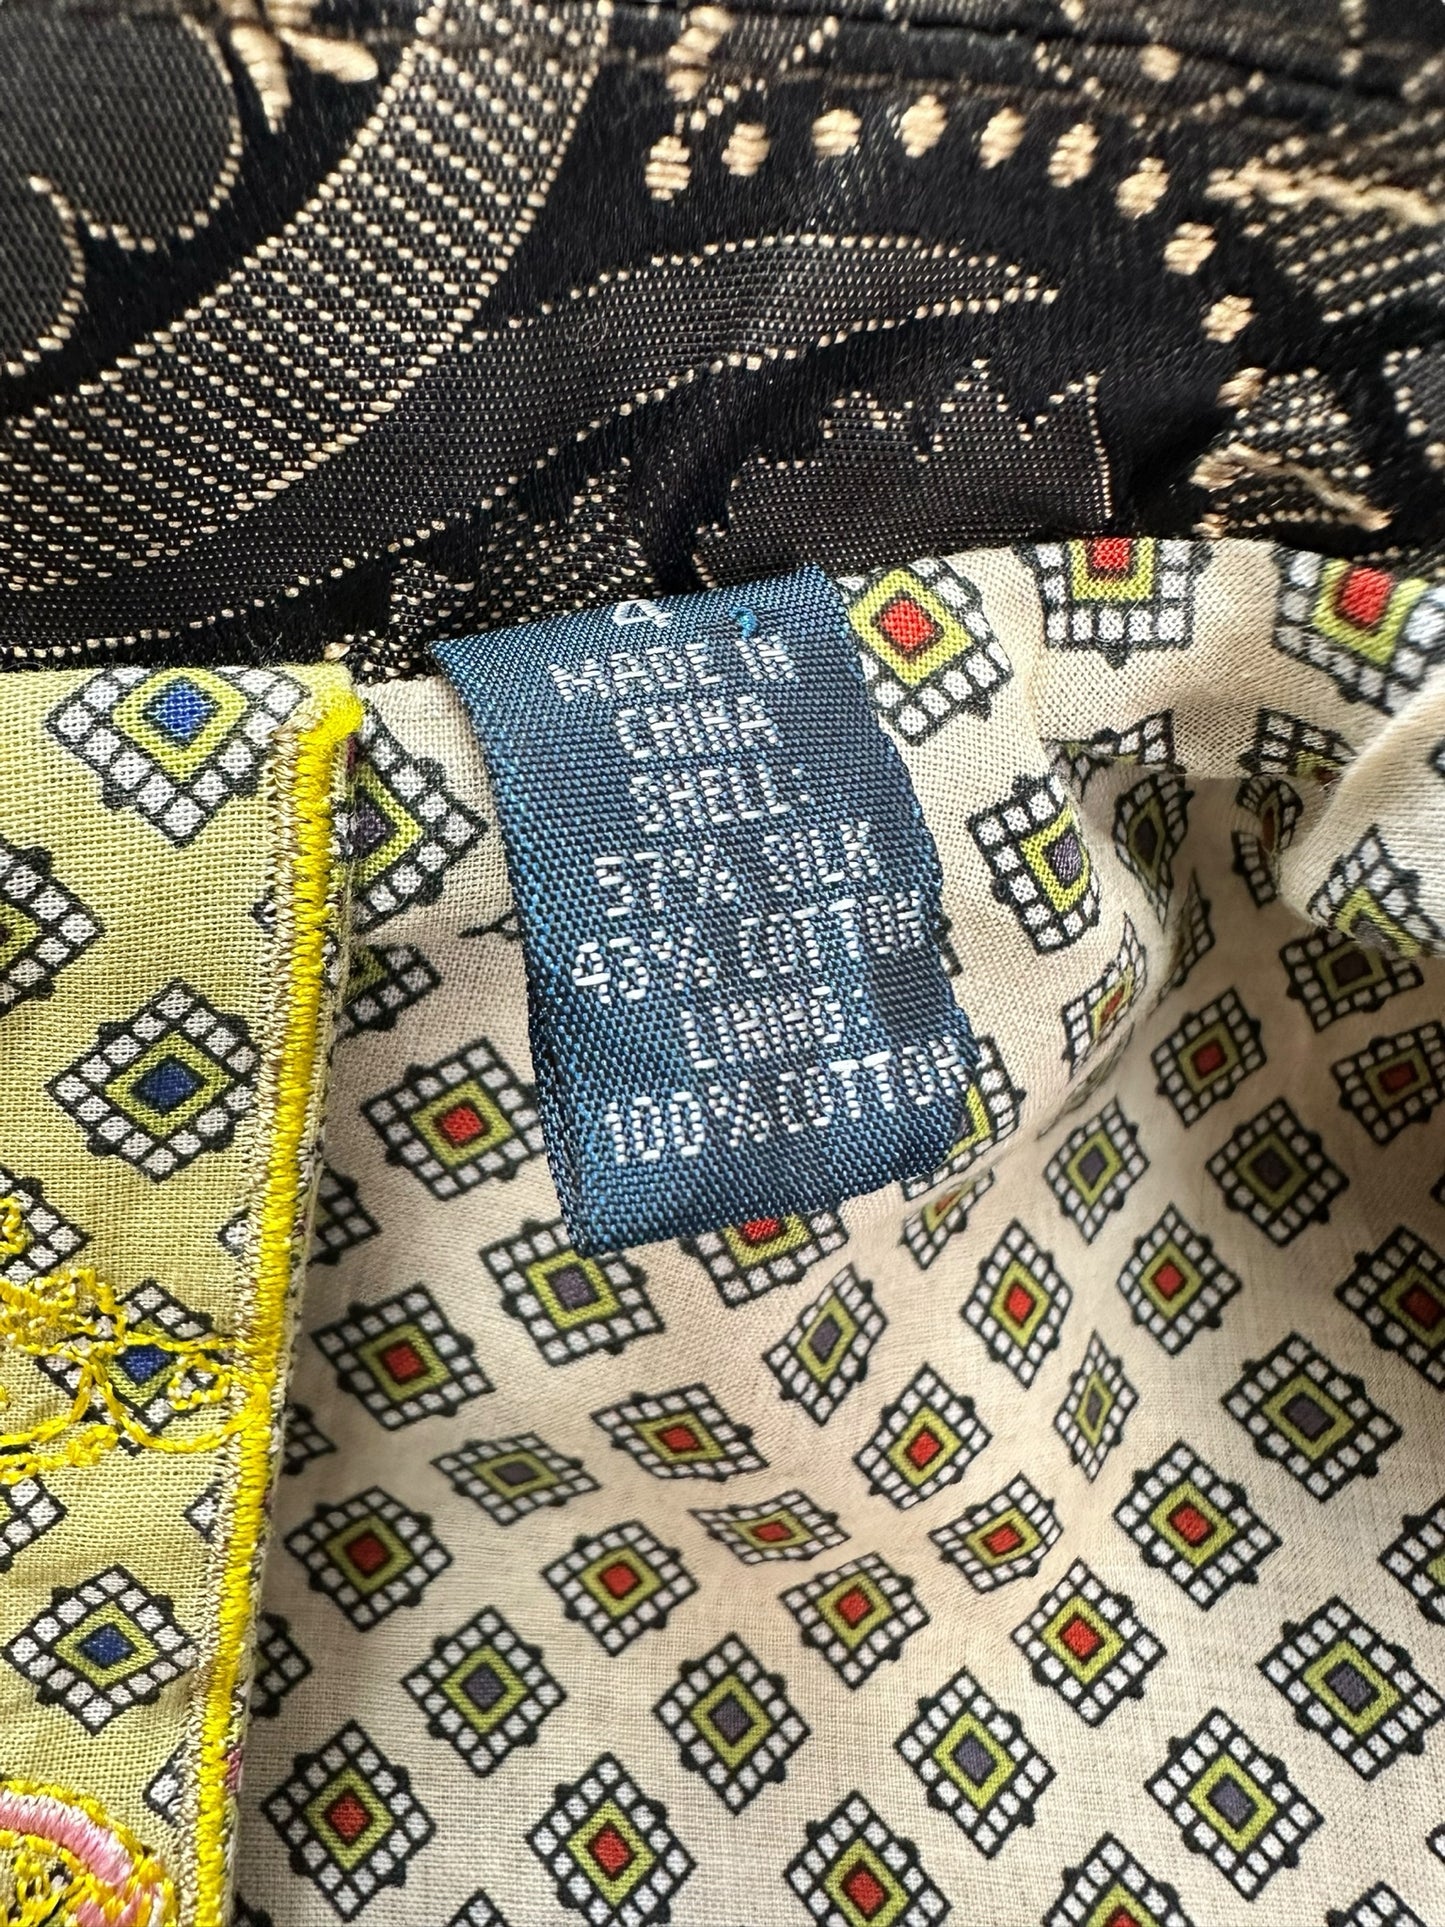 4
MADE IN
CHINA
SHELL:
57% SILK
43% COTTON
LINING:
100% COTTON